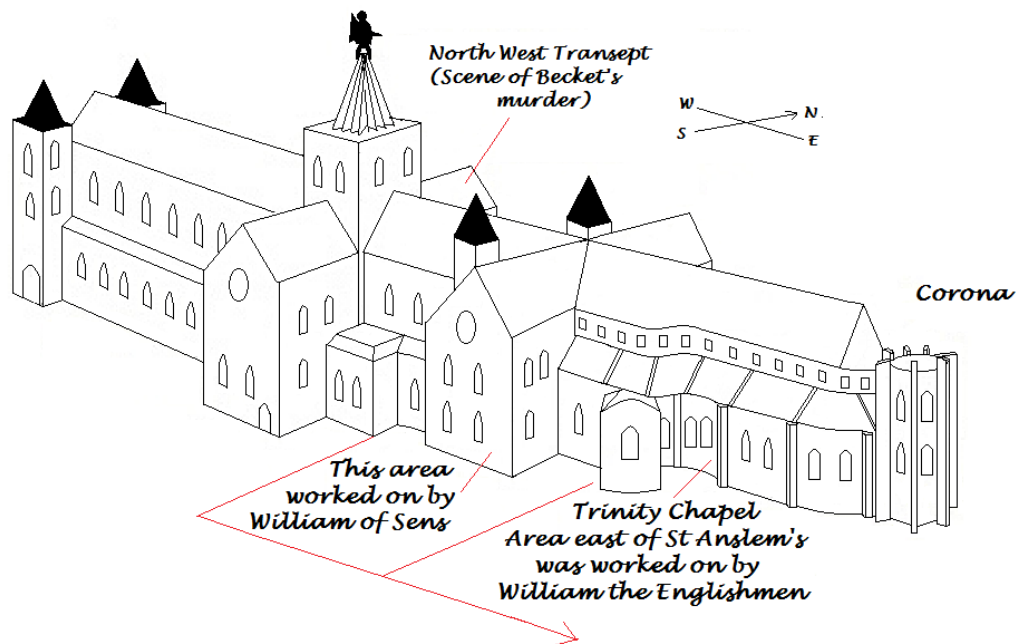 North West Transept
(Scene of Becket's
murder)
W
N.
S
E
Corona
This area
worked on by
William of Sens
Trinity Chapel
Area east of St Anslem's
was worked on by
William the Englishmen